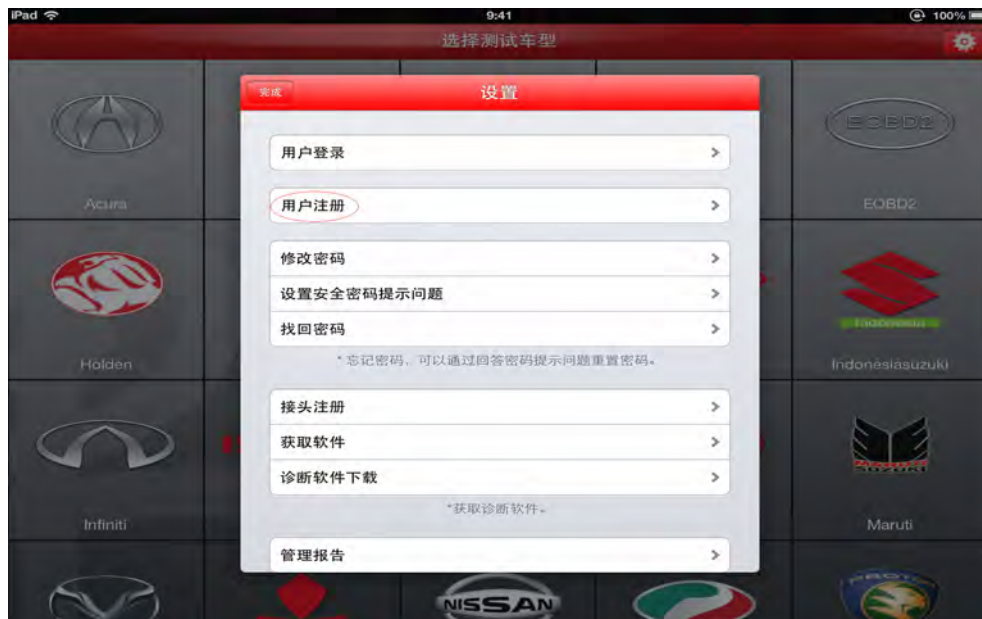 iPad 9:41 100%
选择测试车型
完成 设置
EOBD2
用户登录
Acura
用户注册
EOBD2
修改密码
设置安全密码提示问题
找回密码
Indonesia
*忘记密码，可以通过回答密码提示问题重置密码。
Holden
Indonesiasuzuki
接头注册
获取软件
诊断软件下载
MARUTI
SUZUKI
*获取诊断软件。
Infiniti
Maruti
管理报告
NISSAN
PROTON